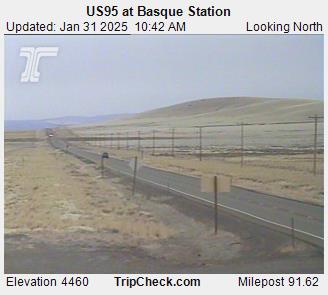 US95 at Basque Station
Updated: Jan 31 2025 10:42 AM Looking North
Elevation 4460 TripCheck.com Milepost 91.62